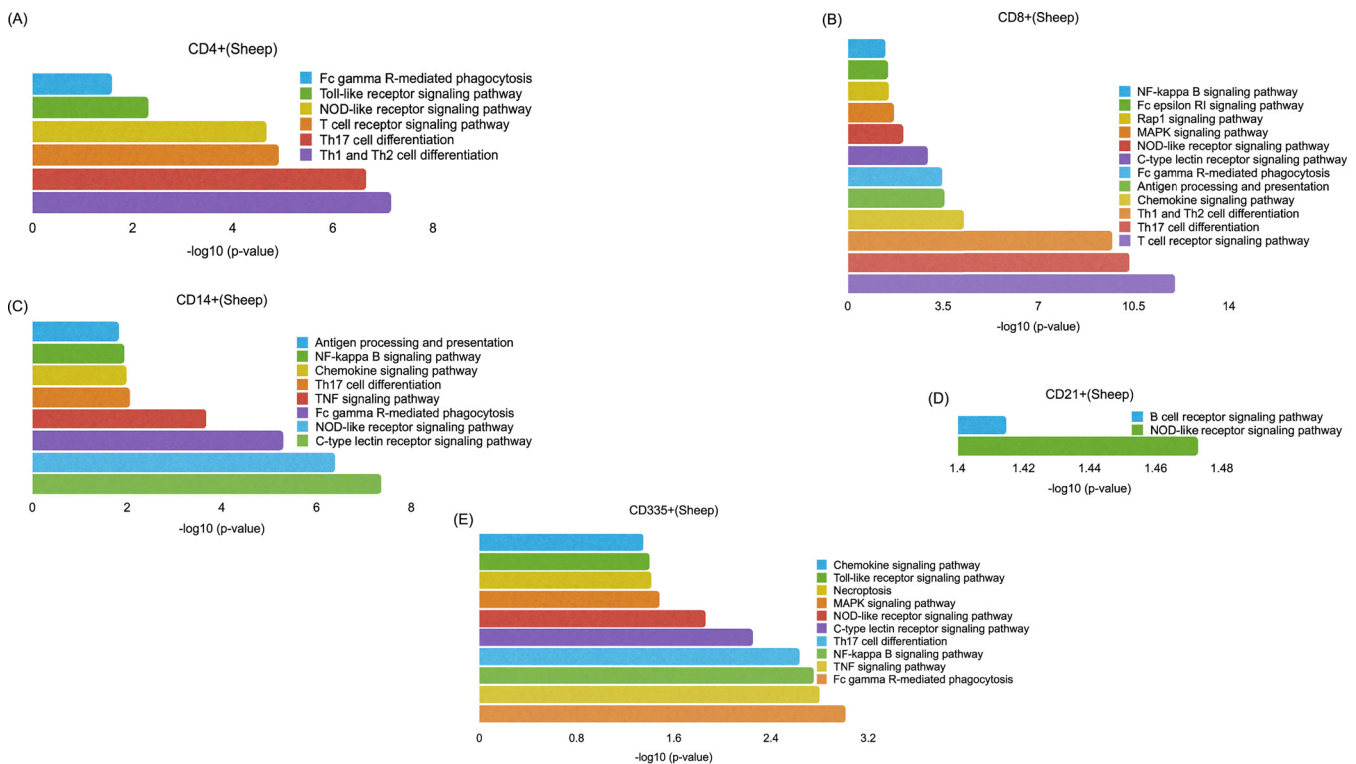 (A)
CD4+(Sheep)
Fc gamma R-mediated phagocytosis
Toll-like receptor signaling pathway
NOD-like receptor signaling pathway
T cell receptor signaling pathway
Th17 cell differentiation
Th1 and Th2 cell differentiation
0 2 4 6 8
-log10 (p-value)
(B)
CD8+(Sheep)
NF-kappa B signaling pathway
Fc epsilon RI signaling pathway
Rap1 signaling pathway
MAPK signaling pathway
NOD-like receptor signaling pathway
C-type lectin receptor signaling pathway
Fc gamma R-mediated phagocytosis
Antigen processing and presentation
Chemokine signaling pathway
Th1 and Th2 cell differentiation
Th17 cell differentiation
T cell receptor signaling pathway
0 3.5 7 10.5 14
-log10 (p-value)
(C)
CD14+(Sheep)
Antigen processing and presentation
NF-kappa B signaling pathway
Chemokine signaling pathway
Th17 cell differentiation
TNF signaling pathway
Fc gamma R-mediated phagocytosis
NOD-like receptor signaling pathway
C-type lectin receptor signaling pathway
0 2 4 6 8
-log10 (p-value)
(D)
CD21+(Sheep)
B cell receptor signaling pathway
NOD-like receptor signaling pathway
1.4 1.42 1.44 1.46 1.48
-log10 (p-value)
(E)
CD335+(Sheep)
Chemokine signaling pathway
Toll-like receptor signaling pathway
Necroptosis
MAPK signaling pathway
NOD-like receptor signaling pathway
C-type lectin receptor signaling pathway
Th17 cell differentiation
NF-kappa B signaling pathway
TNF signaling pathway
Fc gamma R-mediated phagocytosis
0 0.8 1.6 2.4 3.2
-log10 (p-value)